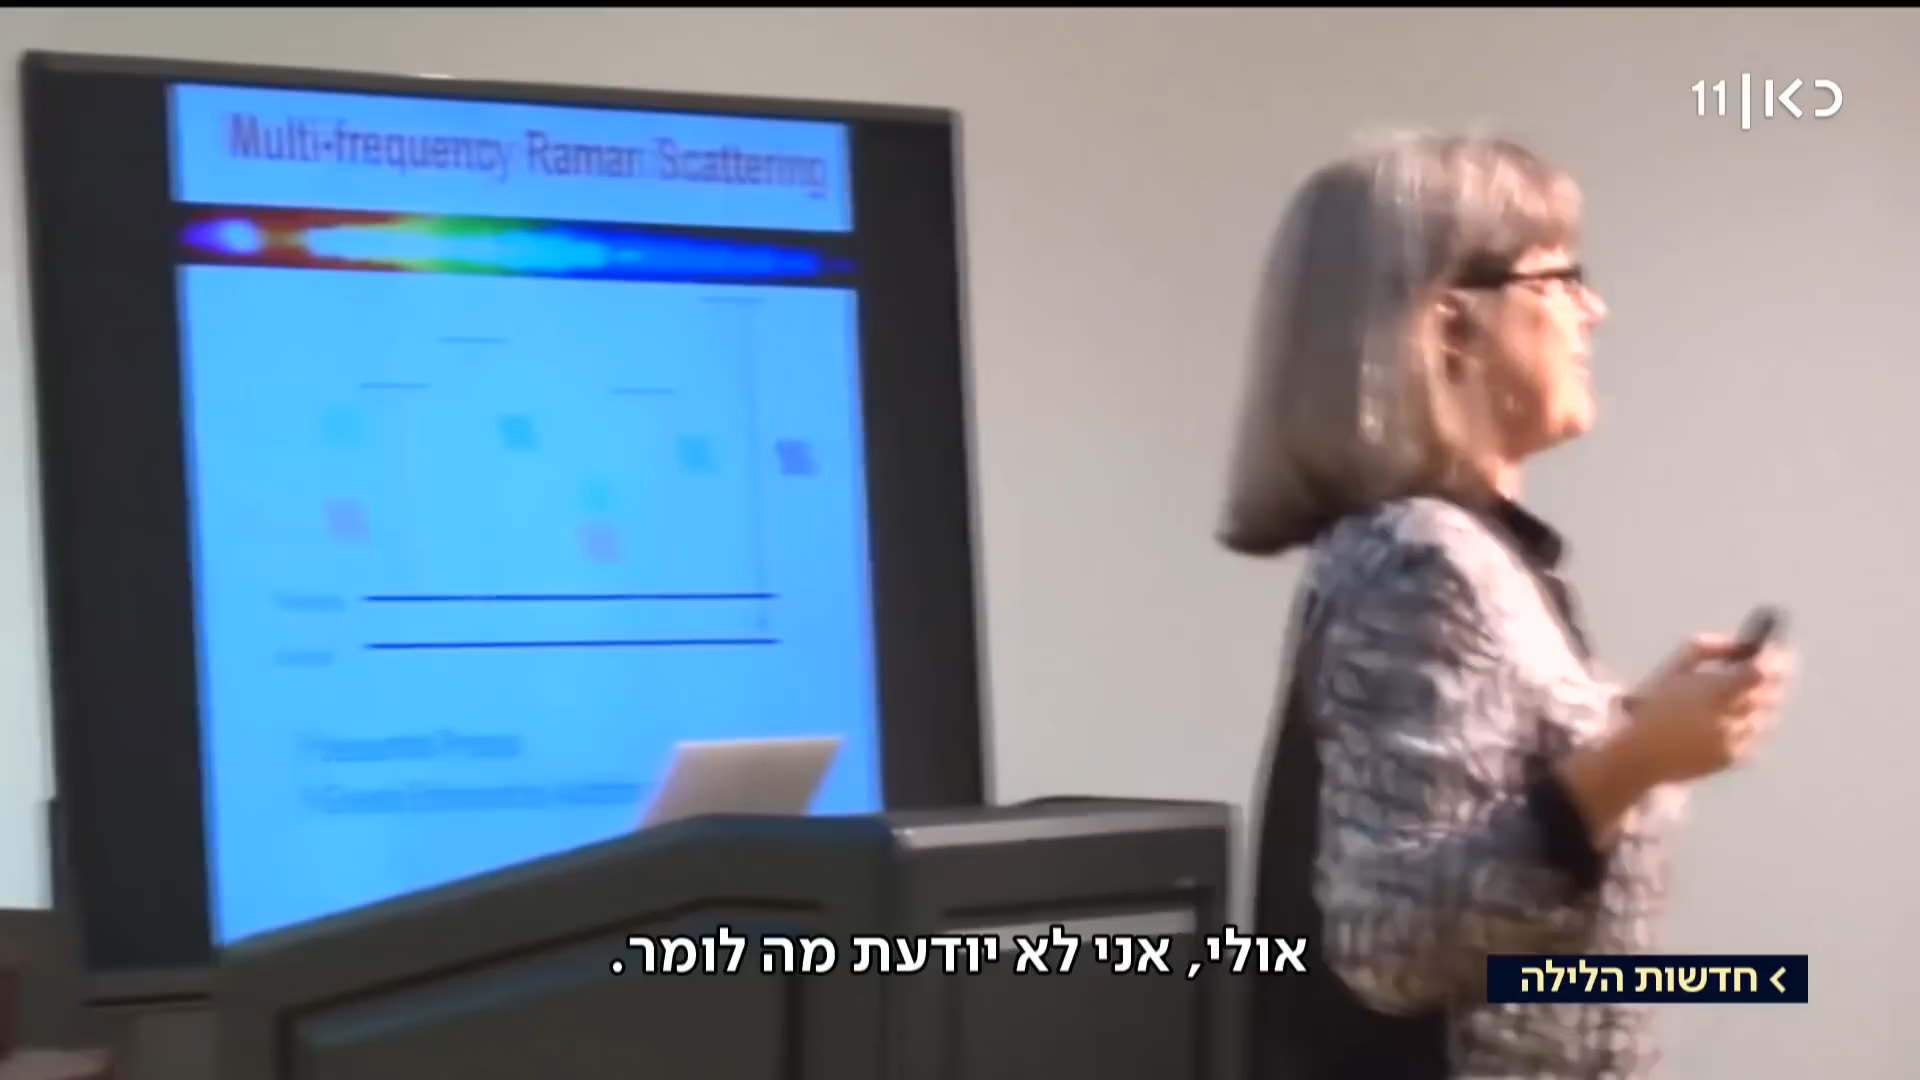 כאן|11
Multi-frequency Raman Scattering
אולי, אני לא יודעת מה לומר.
> חדשות הלילה